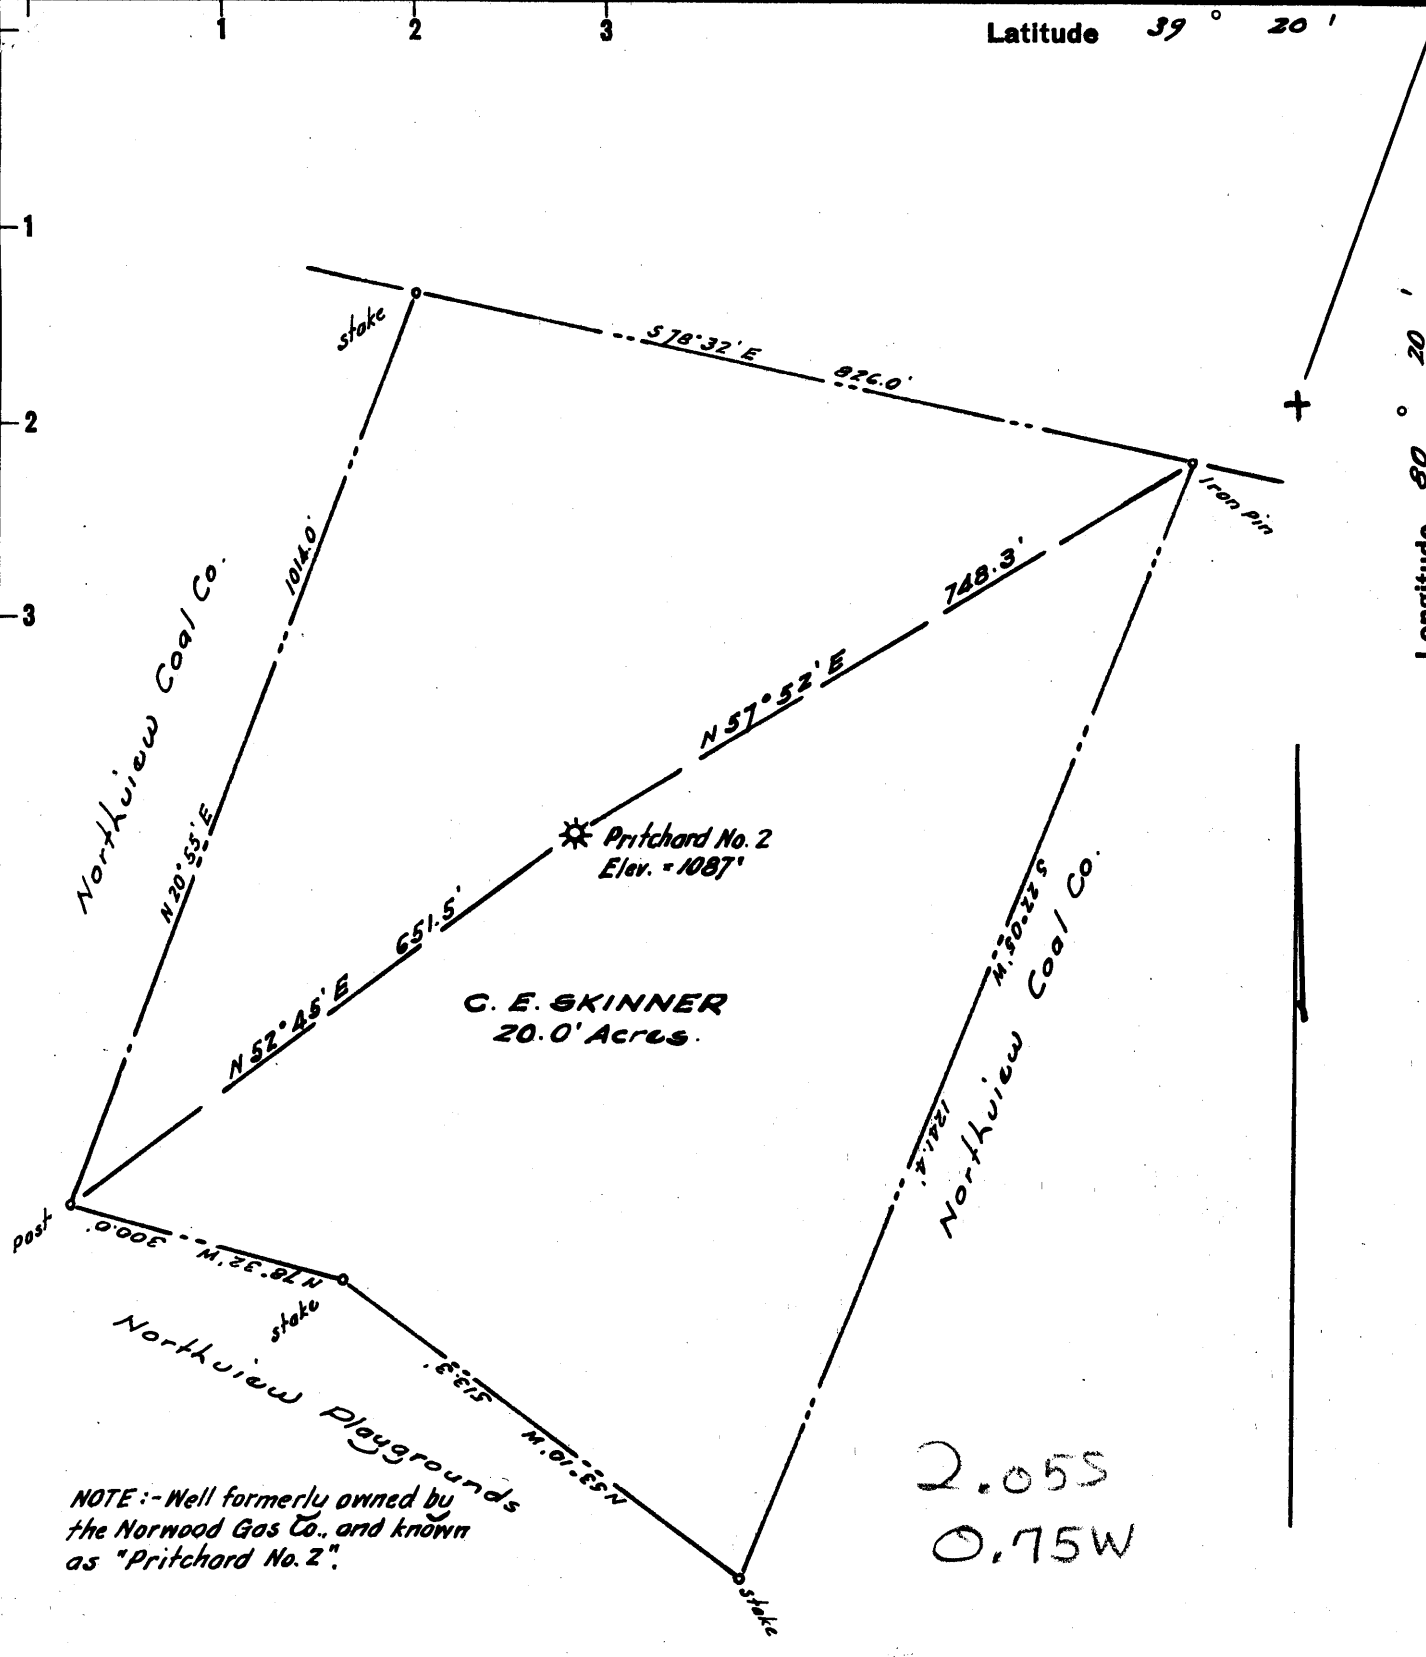 1 2 3
Latitude 39 ° 20 '
1
2
3
Longitude 80 ° 20 '
stake
S 78° 32' E
826.0'
Iron pin
1014.0'
N 20° 55' E
Northview Coal Co.
748.3'
N 57° 52' E
Pritchard No. 2
Elev. = 1087'
651.5'
N 52° 45' E
C. E. SKINNER
20.0' Acres.
S 22° 05' W
1241.4'
Northview Coal Co.
post
300.0'
N 78° 32' W
stake
513.3'
N 53° 10' W
Northview Playgrounds
stake
NOTE:- Well formerly owned by
the Norwood Gas Co., and known
as "Pritchard No. 2".
2.05S
0.75W